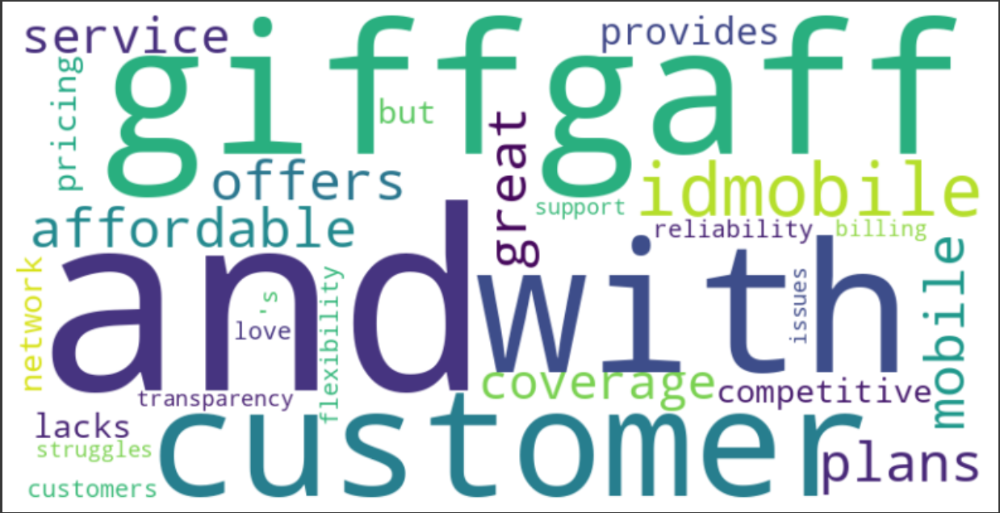 service
giffgaff
provides
pricing
but
great
offers
idmobile
support
affordable
reliability
billing
and
with
mobile
network
's
love
flexibility
issues
coverage
competitive
transparency
lacks
customer
plans
struggles
customers